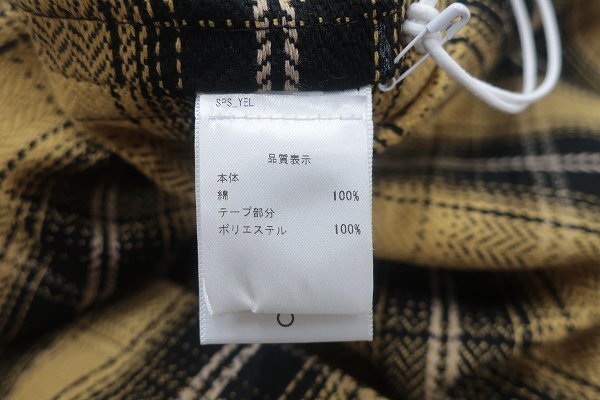 SPS_YEL
品質表示
本体
綿 100%
テープ部分
ポリエステル 100%